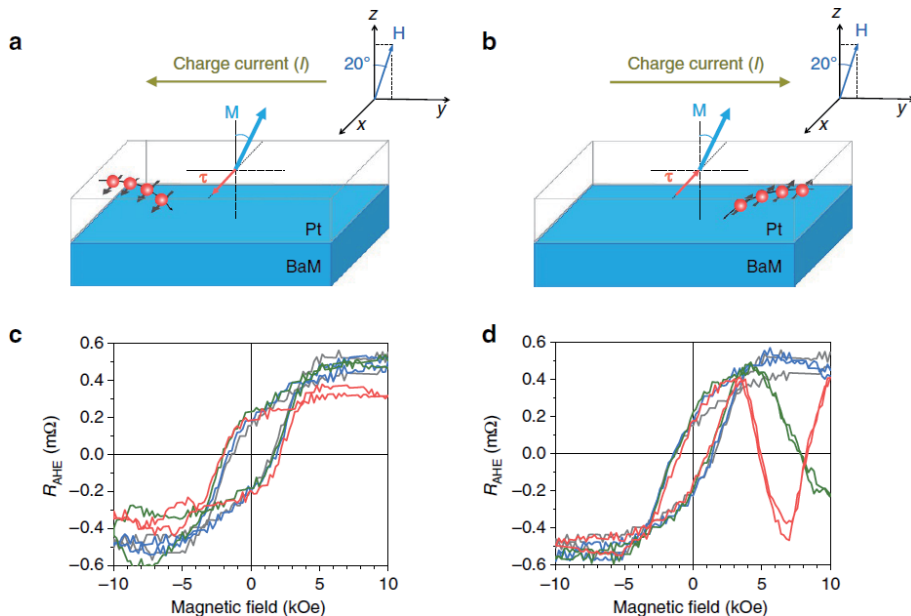 a
z
H
20°
Charge current (I)
M
y
x
τ
Pt
BaM
b
z
H
20°
Charge current (I)
M
y
x
τ
Pt
BaM
c
0.6
0.4
0.2
0.0
–0.2
–0.4
–0.6
R_AHE (mΩ)
–10 –5 0 5 10
Magnetic field (kOe)
d
0.6
0.4
0.2
0.0
–0.2
–0.4
–0.6
R_AHE (mΩ)
–10 –5 0 5 10
Magnetic field (kOe)